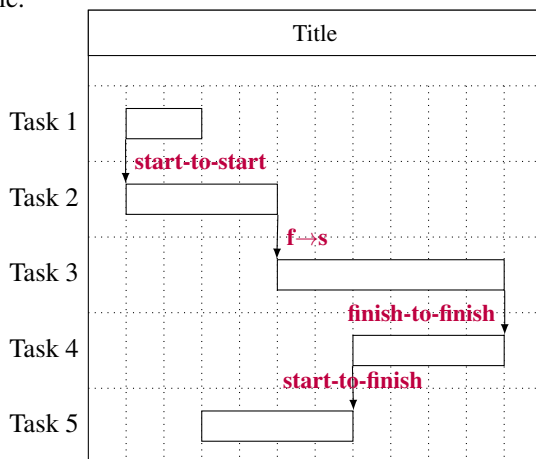 ne.
Title
Task 1
start-to-start
Task 2
f→s
Task 3
finish-to-finish
Task 4
start-to-finish
Task 5